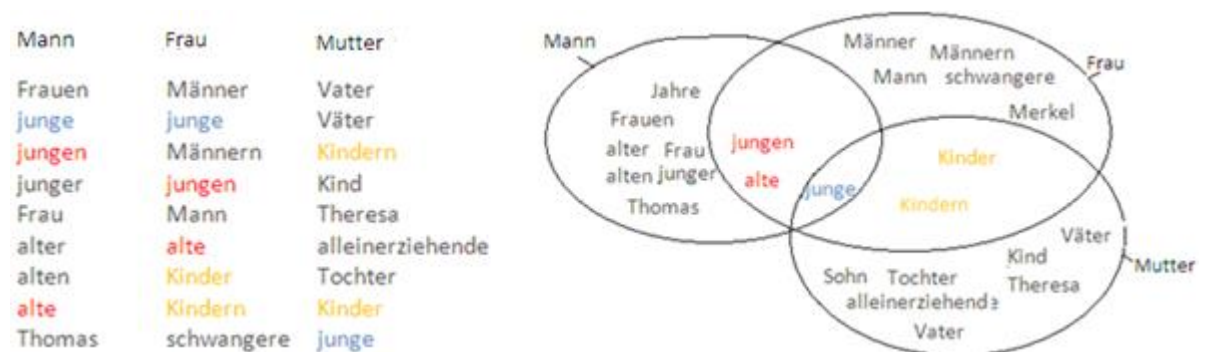 Mann Frau Mutter
Frauen Männer Vater
junge junge Väter
jungen Männern Kindern
junger jungen Kind
Frau Mann Theresa
alter alte alleinerziehende
alten Kinder Tochter
alte Kindern Kinder
Thomas schwangere junge
Mann
Jahre
Frauen
alter Frau
alten junger
Thomas
jungen
alte
junge
Männer Männern
Mann schwangere
Frau
Merkel
Kinder
Kindern
Väter
Kind
Mutter
Sohn Tochter
Theresa
alleinerziehende
Vater